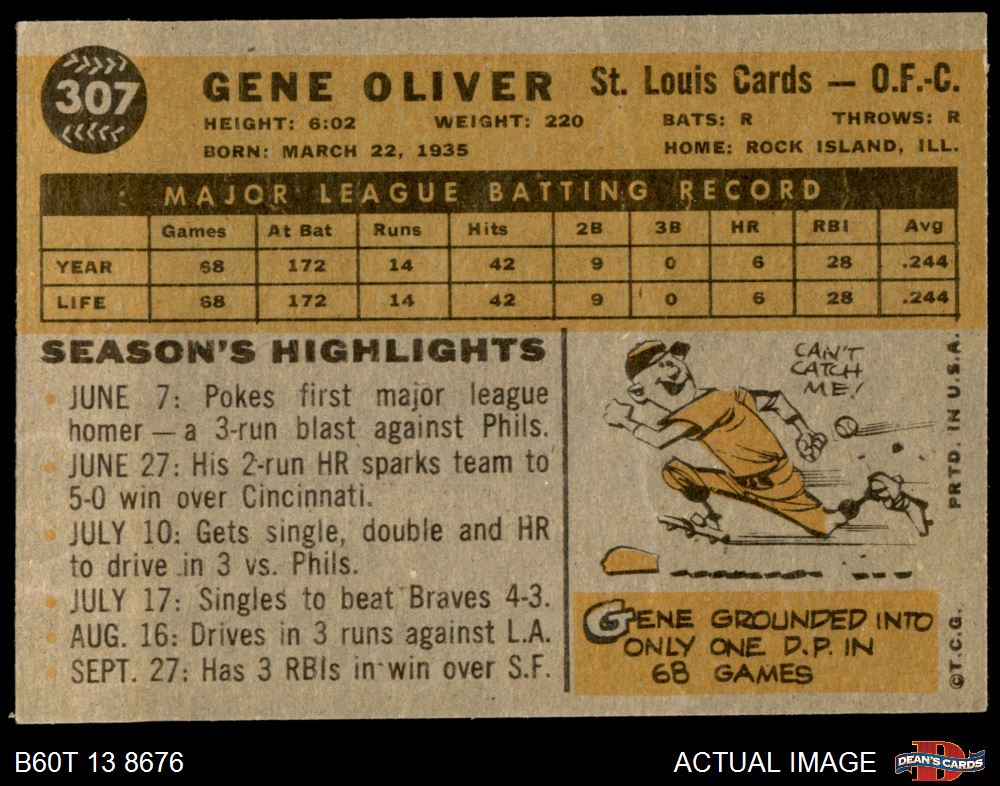 307
GENE OLIVER St. Louis Cards — O.F.-C.
HEIGHT: 6:02 WEIGHT: 220 BATS: R THROWS: R
BORN: MARCH 22, 1935 HOME: ROCK ISLAND, ILL.
MAJOR LEAGUE BATTING RECORD
Games At Bat Runs Hits 2B 3B HR RBI Avg
YEAR 68 172 14 42 9 0 6 28 .244
LIFE 68 172 14 42 9 0 6 28 .244
SEASON'S HIGHLIGHTS
• JUNE 7: Pokes first major league
homer — a 3-run blast against Phils.
• JUNE 27: His 2-run HR sparks team to
5-0 win over Cincinnati.
• JULY 10: Gets single, double and HR
to drive in 3 vs. Phils.
• JULY 17: Singles to beat Braves 4-3.
• AUG. 16: Drives in 3 runs against L.A.
• SEPT. 27: Has 3 RBIs in win over S.F.
CAN'T
CATCH
ME!
GENE GROUNDED INTO
ONLY ONE D.P. IN
68 GAMES
©T.C.G. PRTD. IN U.S.A.
B60T 13 8676 ACTUAL IMAGE
D
DEAN'S CARDS